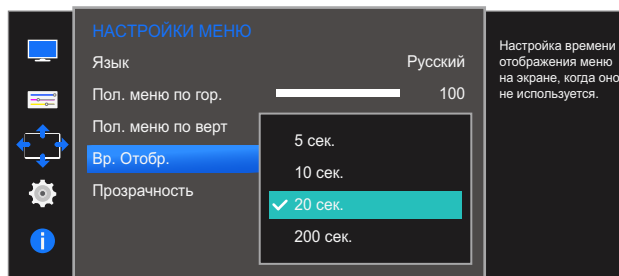 НАСТРОЙКИ МЕНЮ
Язык Русский
Пол. меню по гор. 100
Пол. меню по верт
Вр. Отобр.
Прозрачность
5 сек.
10 сек.
20 сек.
200 сек.
Настройка времени
отображения меню
на экране, когда оно
не используется.